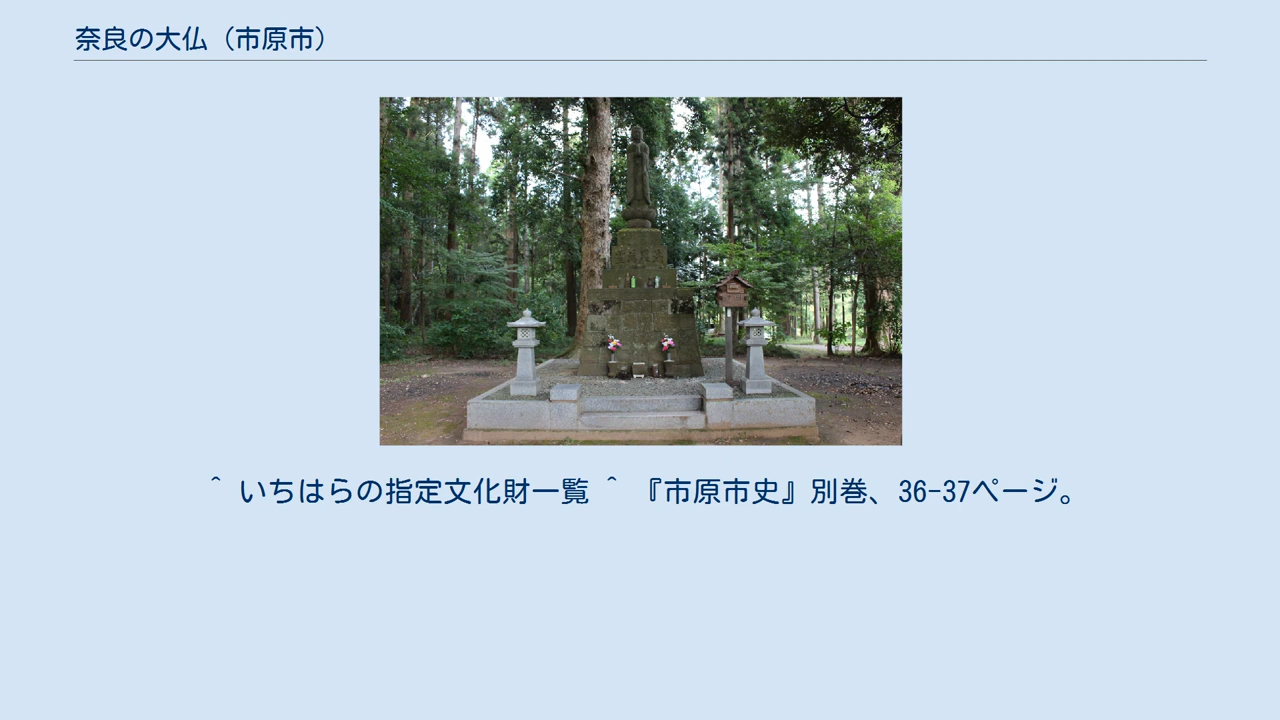 奈良の大仏（市原市）
^ いちはらの指定文化財一覧 ^ 『市原市史』別巻、36-37ページ。